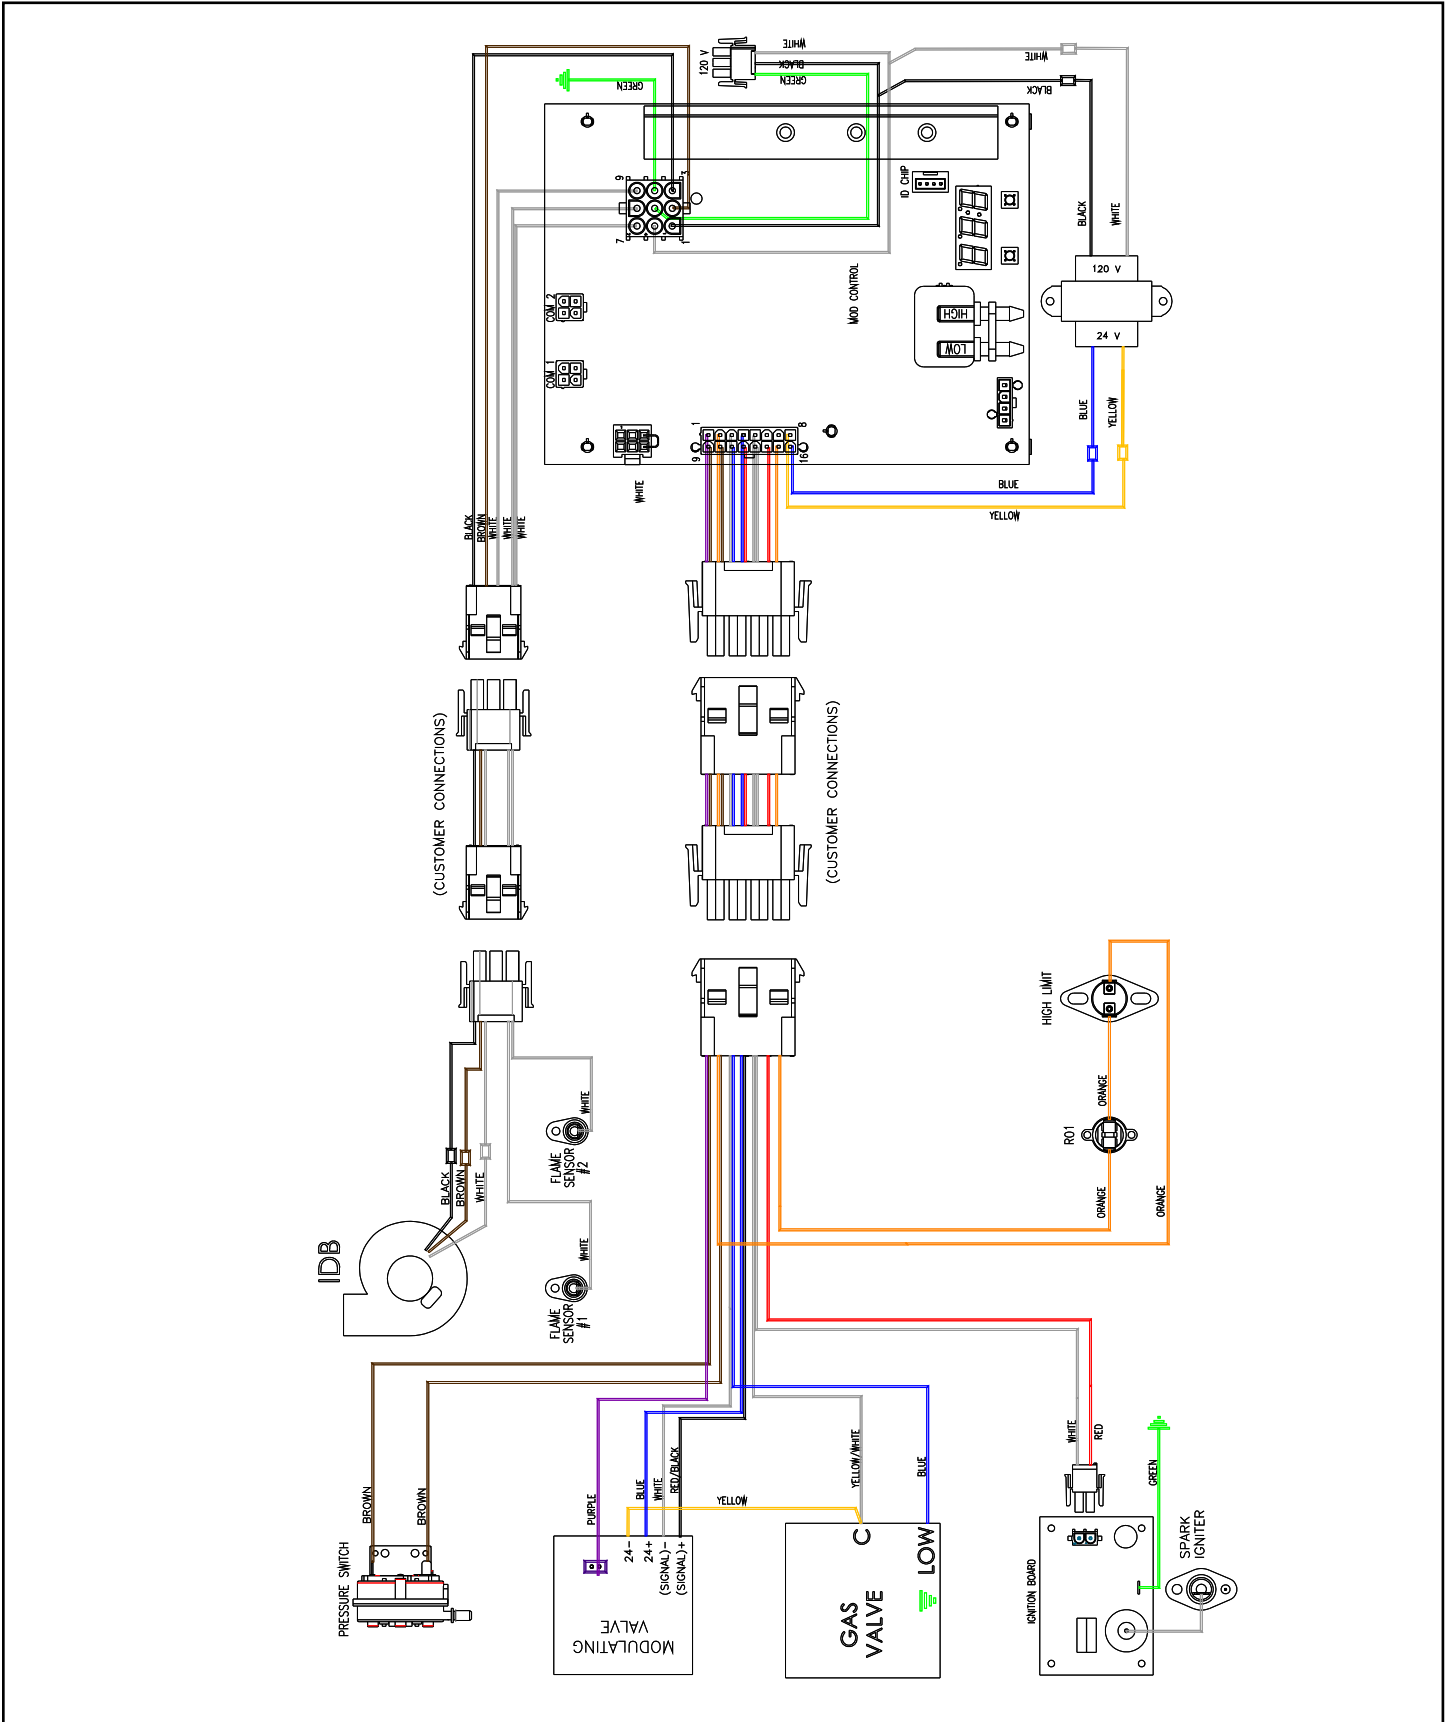 WHITE
BLACK
GREEN
120 V
GREEN
WHITE
BLACK
9
3
7
1
ID CHIP
BLACK
WHITE
120 V
24 V
MOD CONTROL
HIGH
LOW
COM 2
COM 1
WHITE
1
8
9
16
BLUE
YELLOW
BLUE
YELLOW
BLACK
BROWN
WHITE
WHITE
WHITE
(CUSTOMER CONNECTIONS)
(CUSTOMER CONNECTIONS)
HIGH LIMIT
ORANGE
RO1
ORANGE
ORANGE
WHITE
FLAME
SENSOR
#2
BLACK
BROWN
WHITE
IDB
WHITE
FLAME
SENSOR
#1
BROWN
BROWN
PRESSURE SWITCH
PURPLE
BLUE
WHITE
RED/BLACK
YELLOW
YELLOW/WHITE
BLUE
24-
24+
(SIGNAL)-
(SIGNAL)+
MODULATING
VALVE
C
LOW
GAS
VALVE
WHITE
RED
GREEN
IGNITION BOARD
SPARK
IGNITER